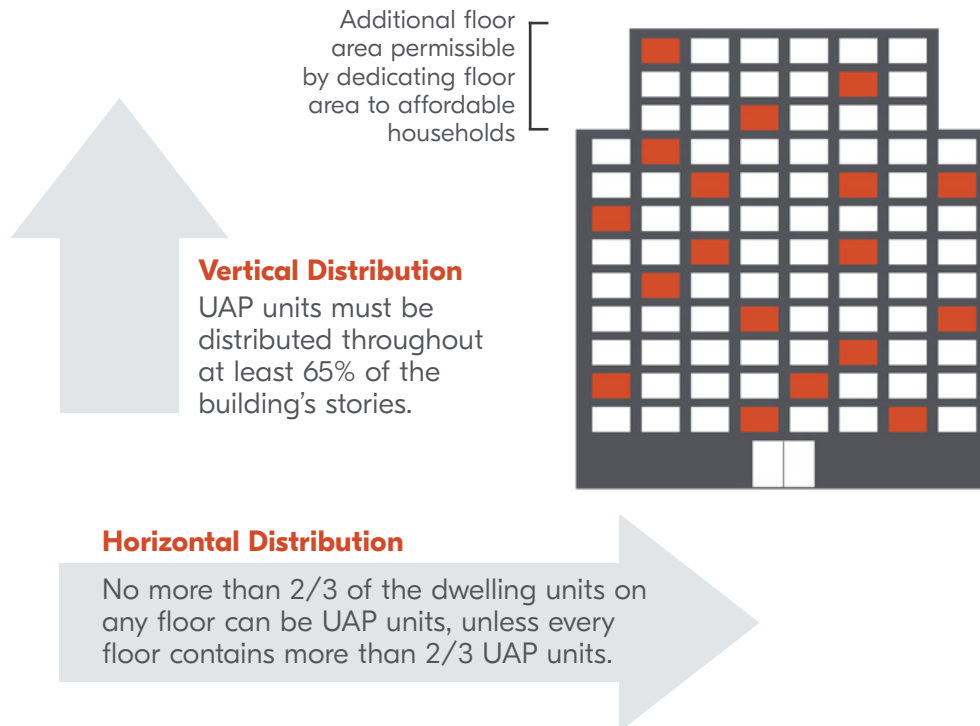 Additional floor
area permissible
by dedicating floor
area to affordable
households
Vertical Distribution
UAP units must be
distributed throughout
at least 65% of the
building's stories.
Horizontal Distribution
No more than 2/3 of the dwelling units on
any floor can be UAP units, unless every
floor contains more than 2/3 UAP units.